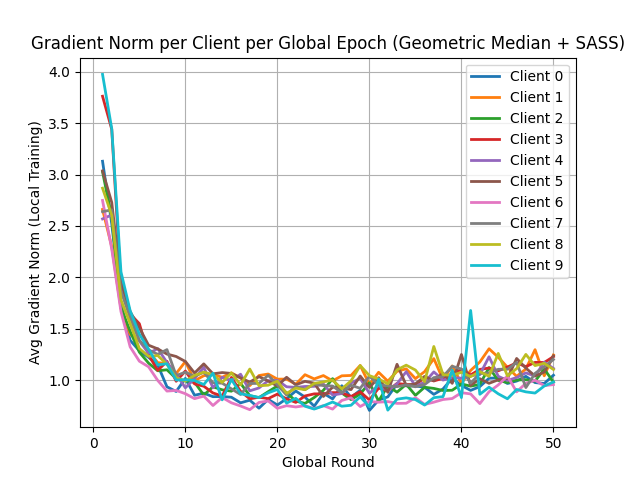 Gradient Norm per Client per Global Epoch (Geometric Median + SASS)
Avg Gradient Norm (Local Training)
4.0
3.5
3.0
2.5
2.0
1.5
1.0
Client 0
Client 1
Client 2
Client 3
Client 4
Client 5
Client 6
Client 7
Client 8
Client 9
0 10 20 30 40 50
Global Round